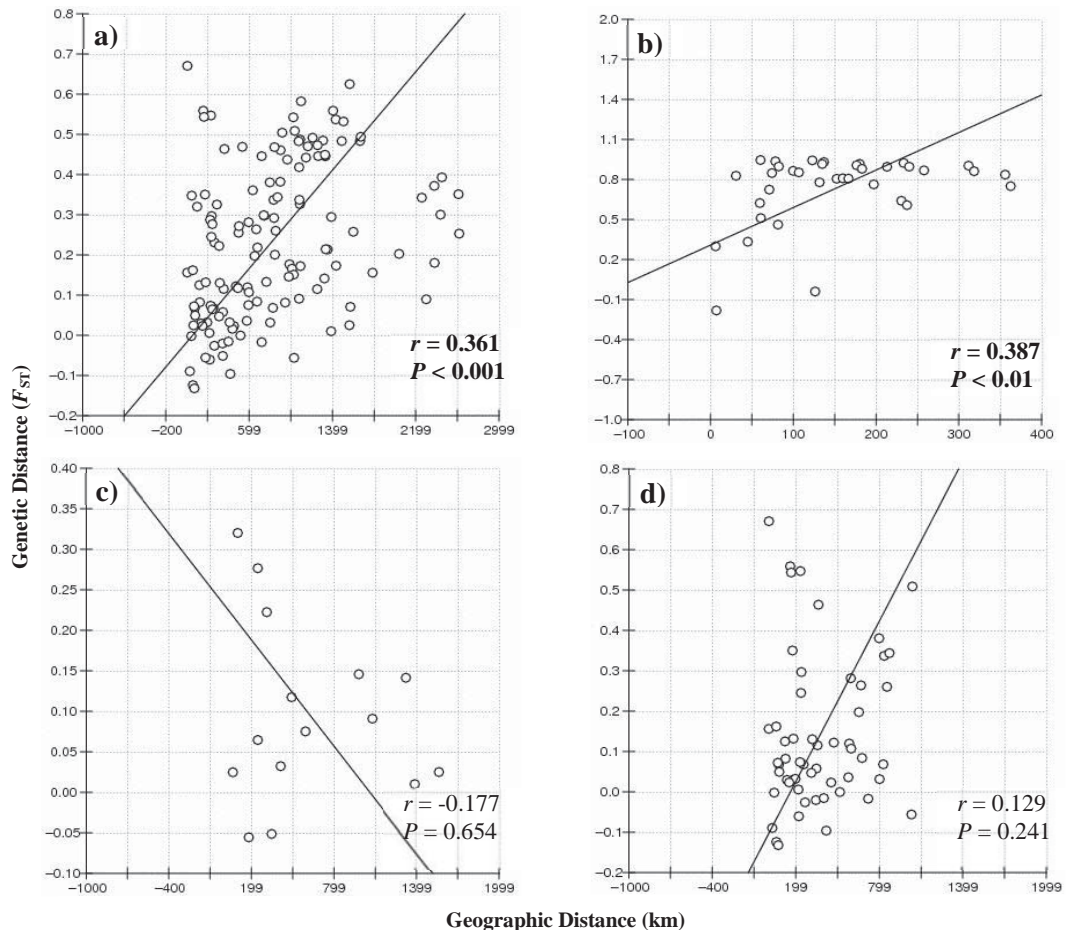 a)
0.8
0.7
0.6
0.5
0.4
0.3
0.2
0.1
0.0
−0.1
−0.2
−1000 −200 599 1399 2199 2999
r = 0.361
P < 0.001
b)
2.0
1.7
1.4
1.0
0.8
0.5
0.2
−0.1
−0.4
−0.7
−1.0
−100 0 100 200 300 400
r = 0.387
P < 0.01
Genetic Distance (FST)
c)
0.40
0.35
0.30
0.25
0.20
0.15
0.10
0.05
0.00
−0.05
−0.10
−1000 −400 199 799 1399 1999
r = -0.177
P = 0.654
d)
0.8
0.7
0.6
0.5
0.4
0.3
0.2
0.1
0.0
−0.1
−0.2
−1000 −400 199 799 1399 1999
r = 0.129
P = 0.241
Geographic Distance (km)